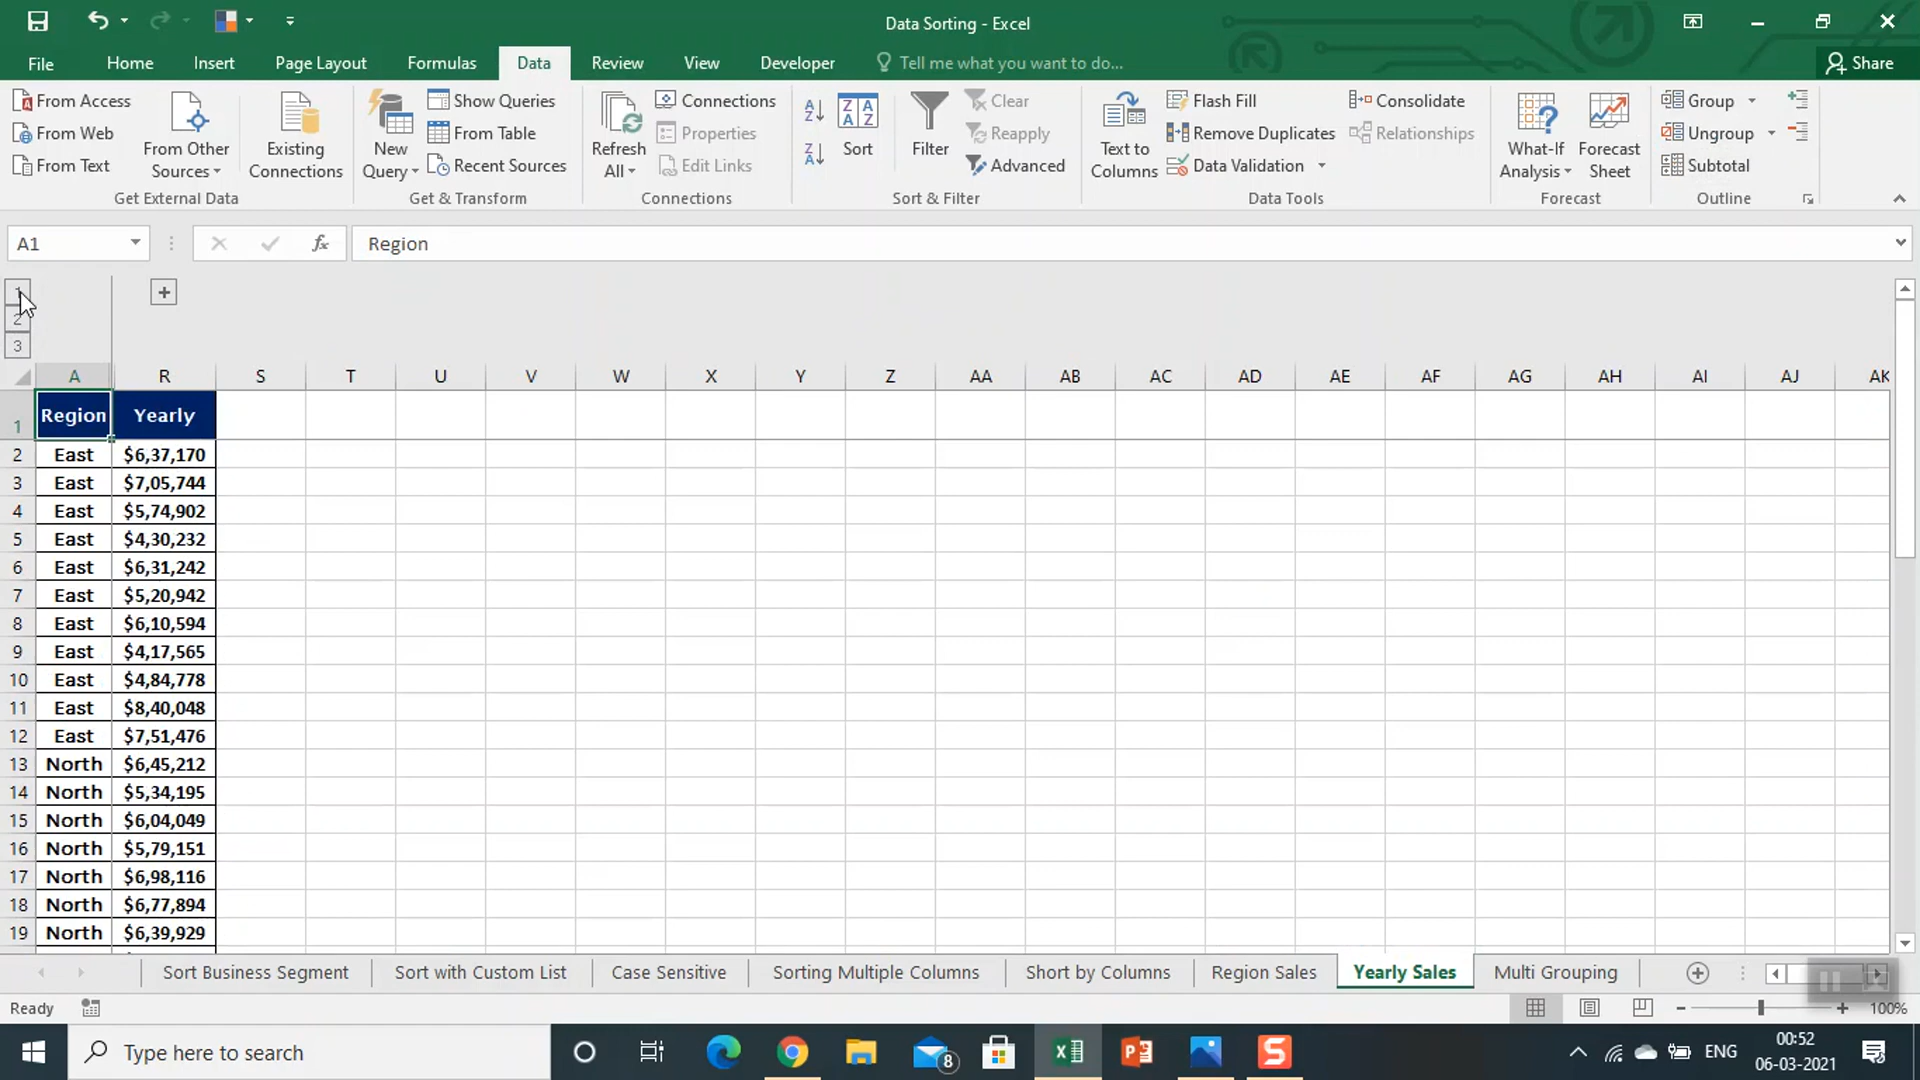 Data Sorting - Excel
File Home Insert Page Layout Formulas Data Review View Developer Tell me what you want to do... Share
From Access
From Web
From Text
From Other Sources
Existing Connections
Get External Data
New Query
Show Queries
From Table
Recent Sources
Get & Transform
Refresh All
Connections
Properties
Edit Links
Connections
Sort
Filter
Clear
Reapply
Advanced
Sort & Filter
Text to Columns
Flash Fill
Remove Duplicates
Data Validation
Consolidate
Relationships
Data Tools
What-If Analysis
Forecast Sheet
Forecast
Group
Ungroup
Subtotal
Outline
A1 fx Region
2
3
A R S T U V W X Y Z AA AB AC AD AE AF AG AH AI AJ AK
1 Region Yearly
2 East $6,37,170
3 East $7,05,744
4 East $5,74,902
5 East $4,30,232
6 East $6,31,242
7 East $5,20,942
8 East $6,10,594
9 East $4,17,565
10 East $4,84,778
11 East $8,40,048
12 East $7,51,476
13 North $6,45,212
14 North $5,34,195
15 North $6,04,049
16 North $5,79,151
17 North $6,98,116
18 North $6,77,894
19 North $6,39,929
Sort Business Segment Sort with Custom List Case Sensitive Sorting Multiple Columns Short by Columns Region Sales Yearly Sales Multi Grouping
Ready 100%
Type here to search 8 ENG 00:52
06-03-2021